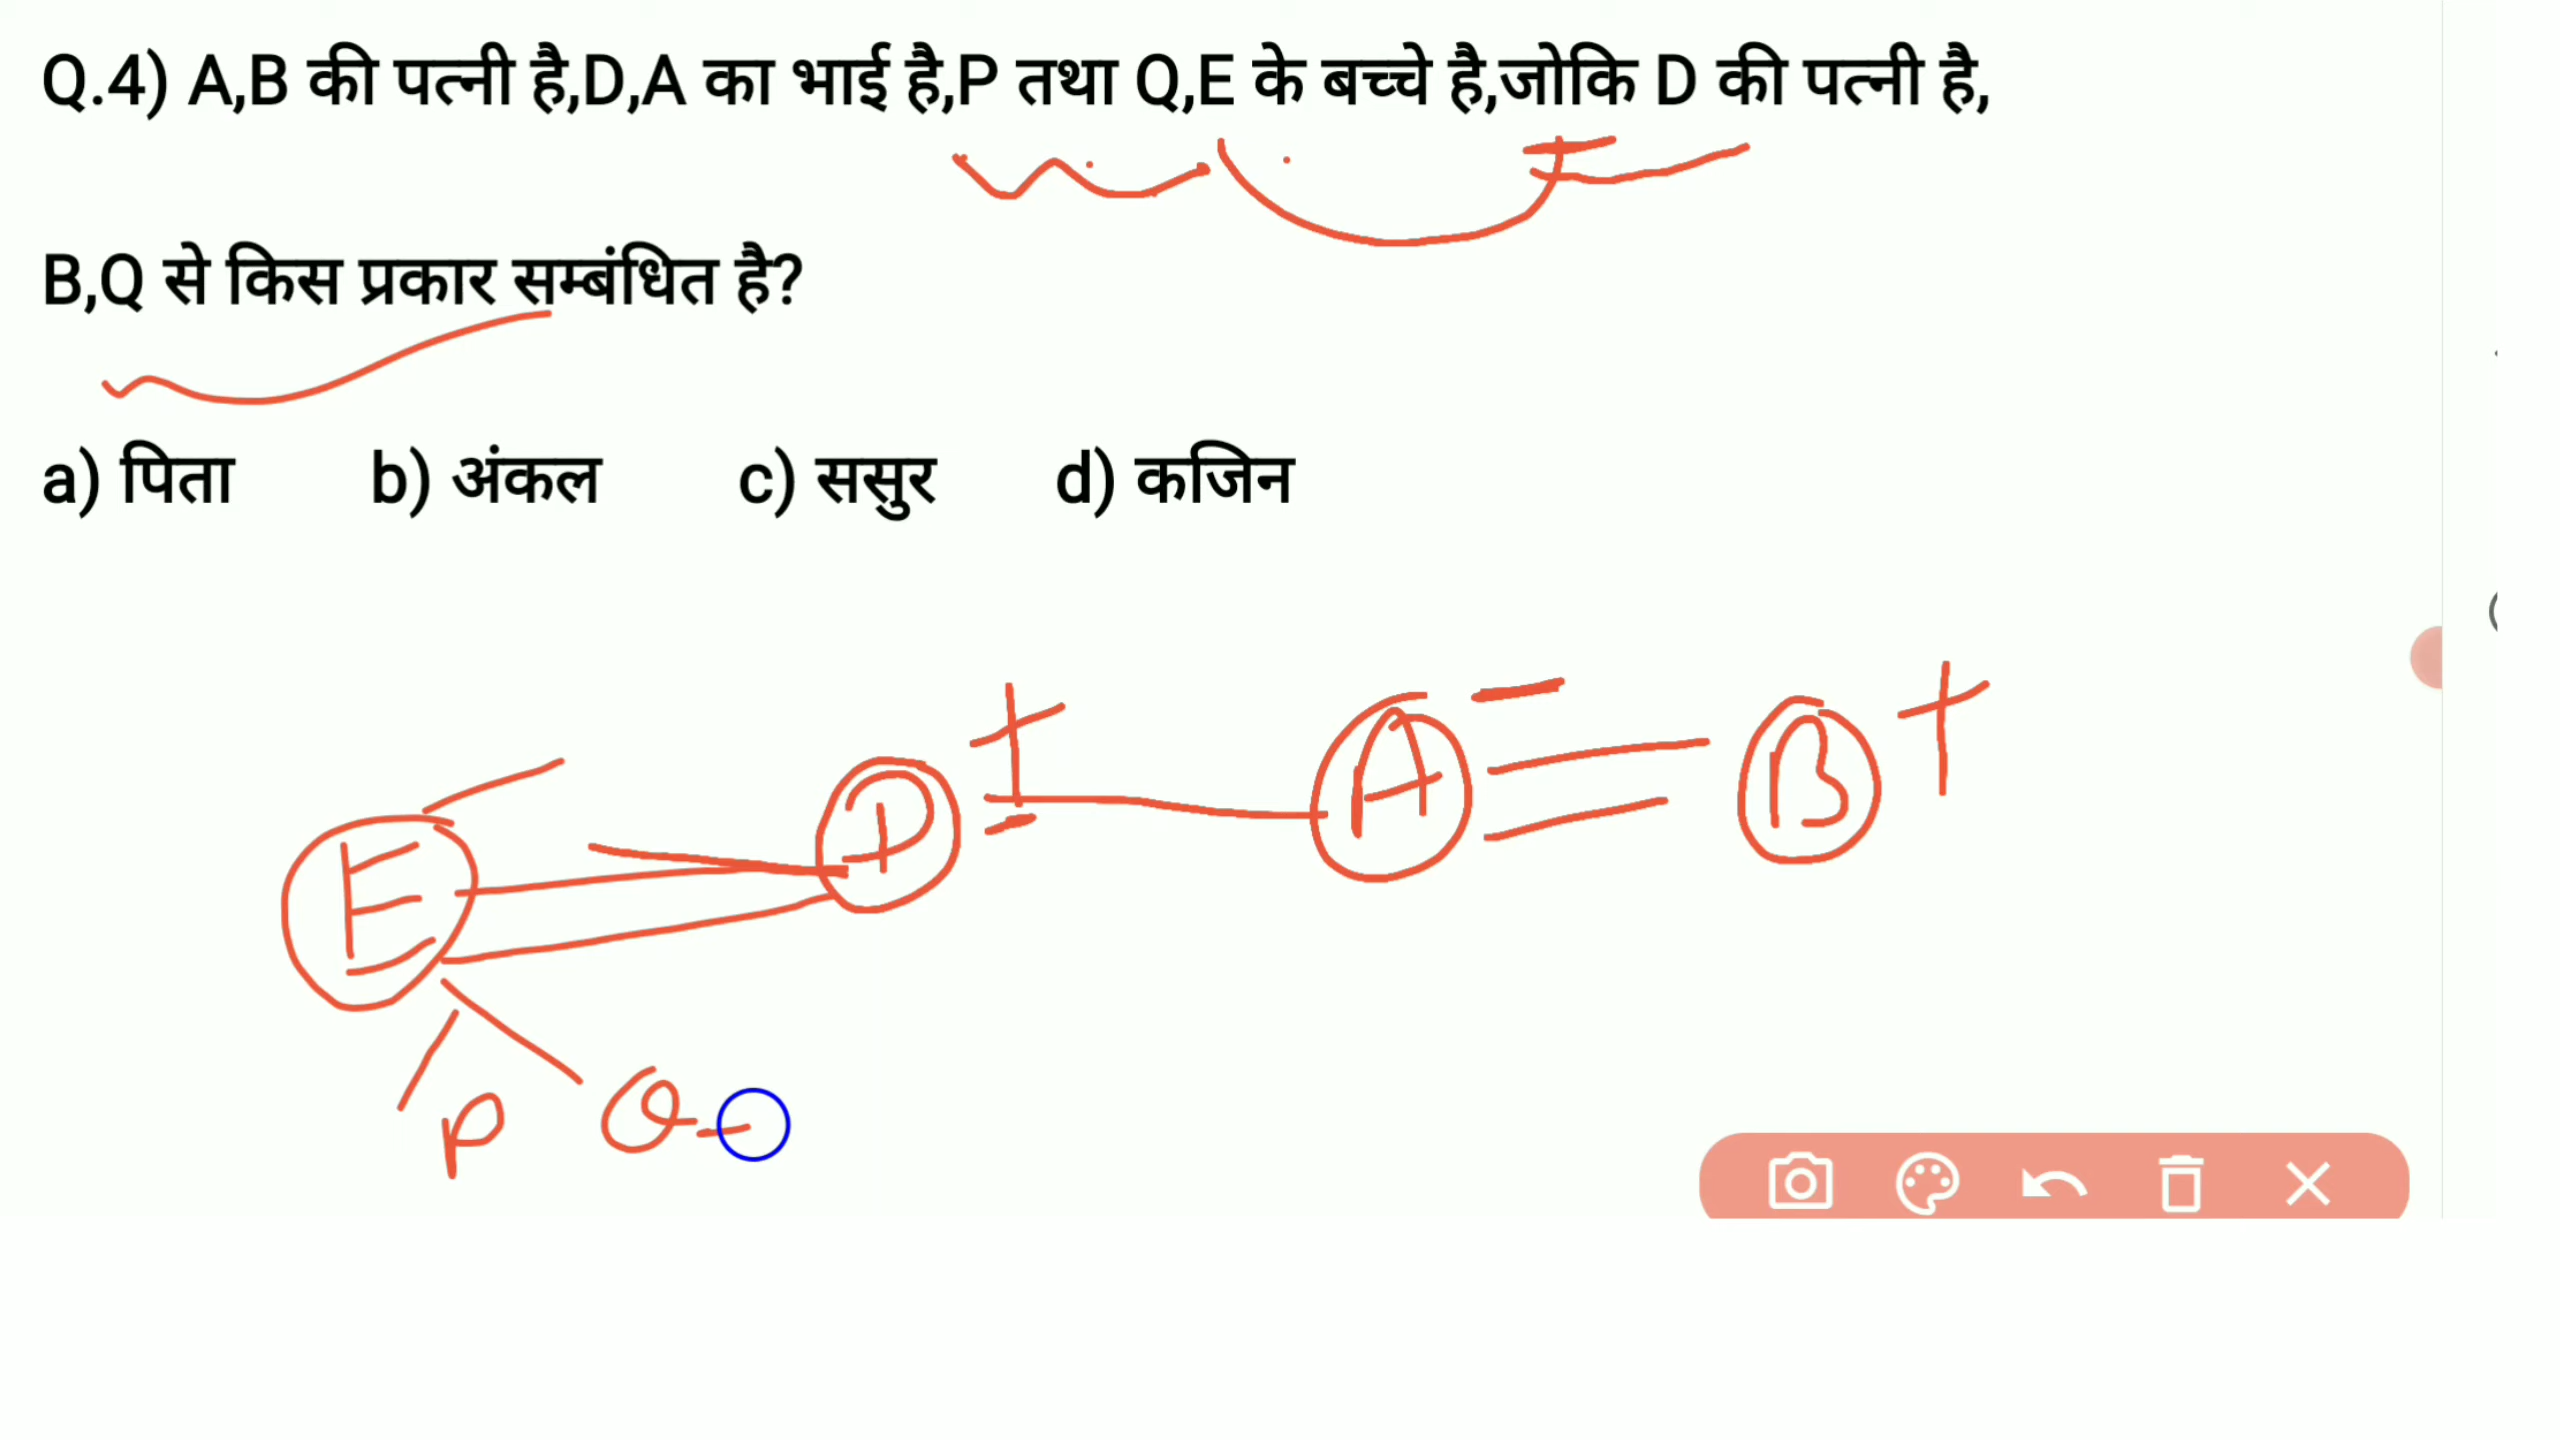 Q.4) A,B की पत्नी है,D,A का भाई है,P तथा Q,E के बच्चे है,जोकि D की पत्नी है,
B,Q से किस प्रकार सम्बंधित है?
a) पिता b) अंकल c) ससुर d) कजिन
E D + A - B +
P Q